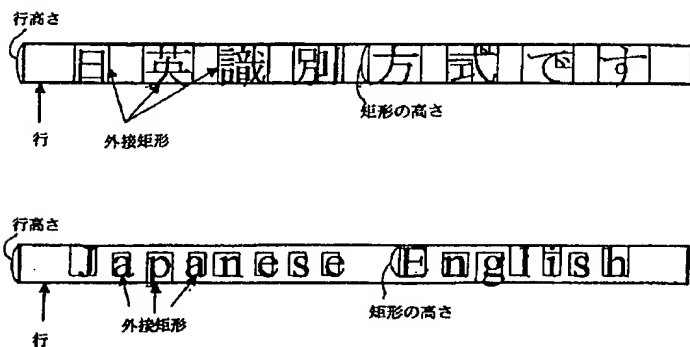 行高さ
日英識別方式です
矩形の高さ
行
外接矩形
行高さ
Japanese English
外接矩形
矩形の高さ
行